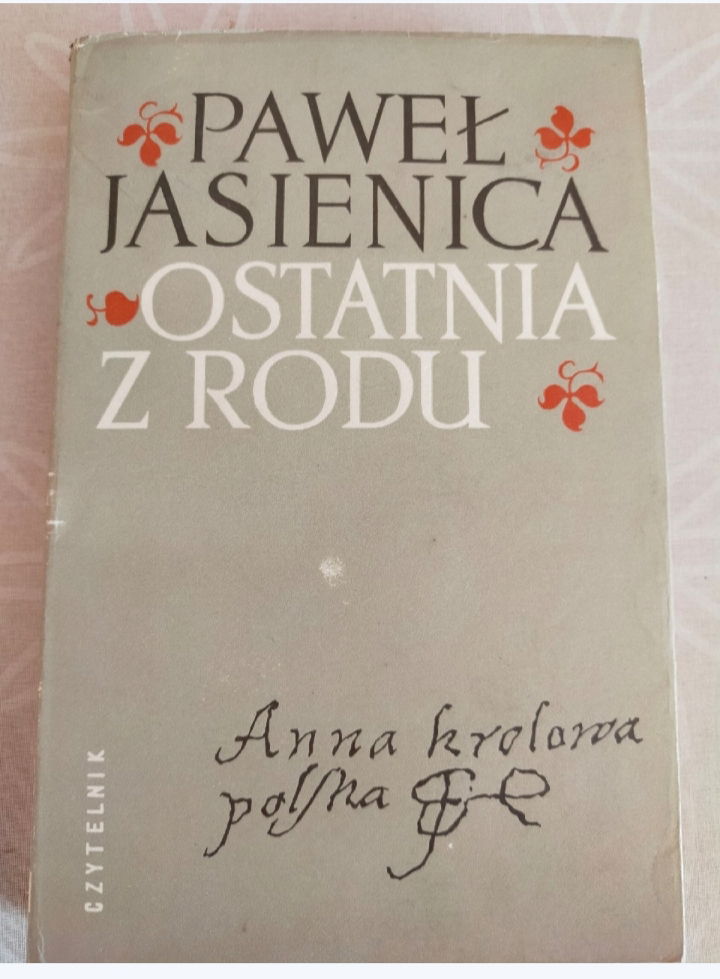 PAWEŁ
JASIENICA
OSTATNIA
Z RODU
Anna krolowa
polſka
CZYTELNIK